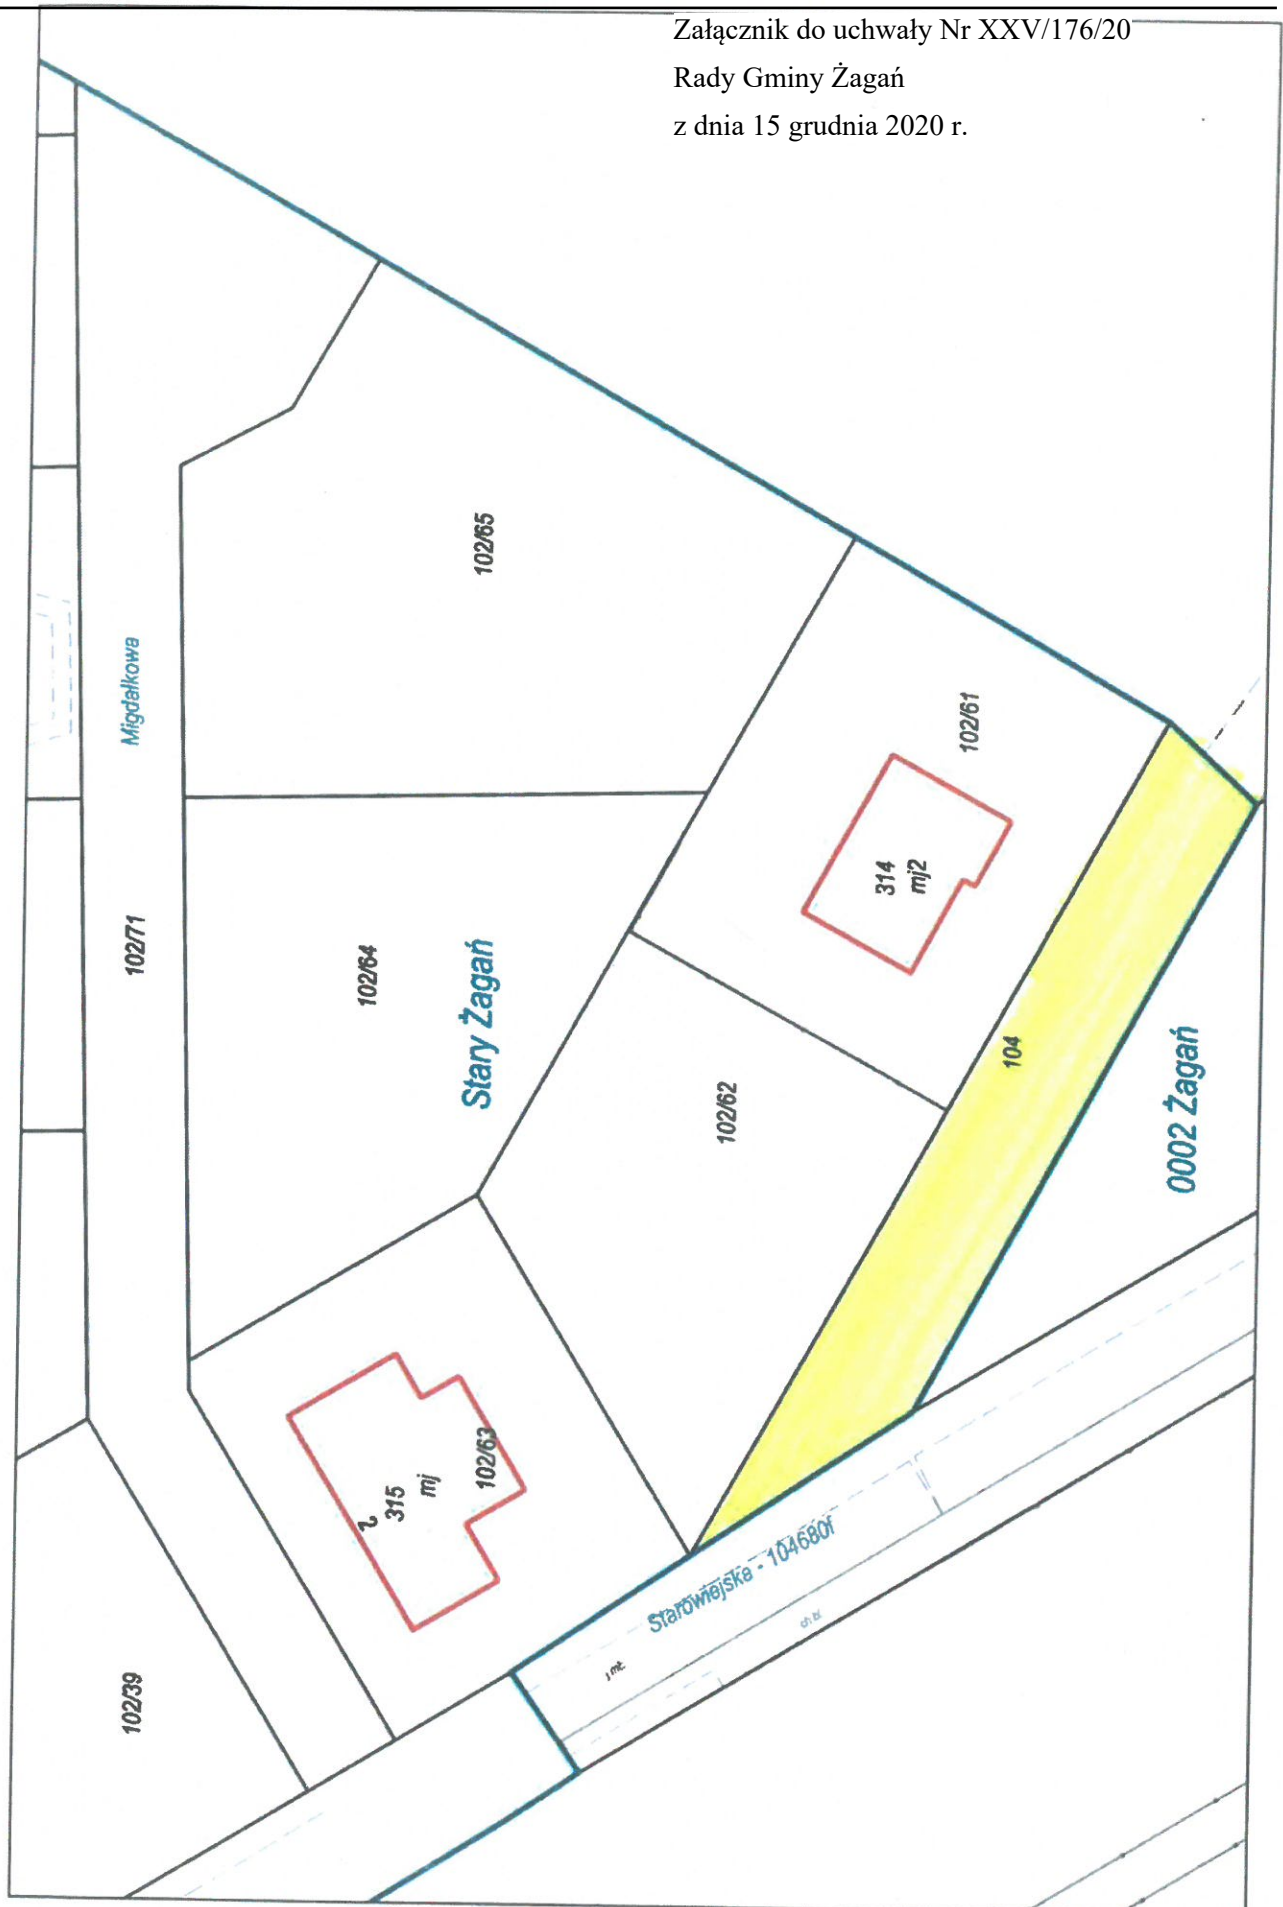 Załącznik do uchwały Nr XXV/176/20
Rady Gminy Żagań
z dnia 15 grudnia 2020 r.
102/65
Migdałkowa
102/61
314
mj2
102/71
102/64
Stary Żagań
104
102/62
0002 Żagań
102/63
2
315
mj
Starowiejska - 104680f
102/39